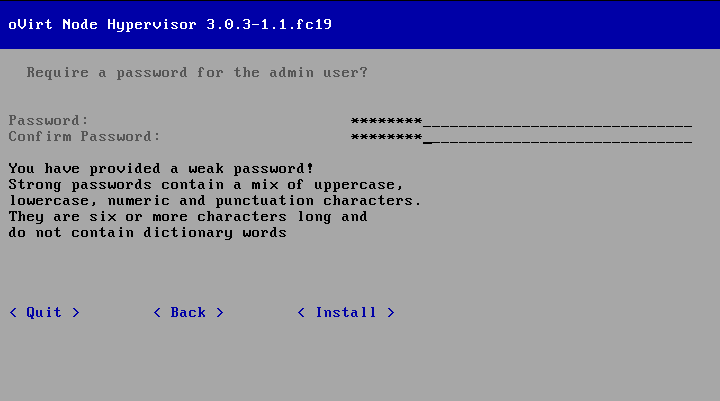 oVirt Node Hypervisor 3.0.3-1.1.fc19
Require a password for the admin user?
Password: ********______________________________
Confirm Password: ********______________________________
You have provided a weak password!
Strong passwords contain a mix of uppercase,
lowercase, numeric and punctuation characters.
They are six or more characters long and
do not contain dictionary words
< Quit > < Back > < Install >